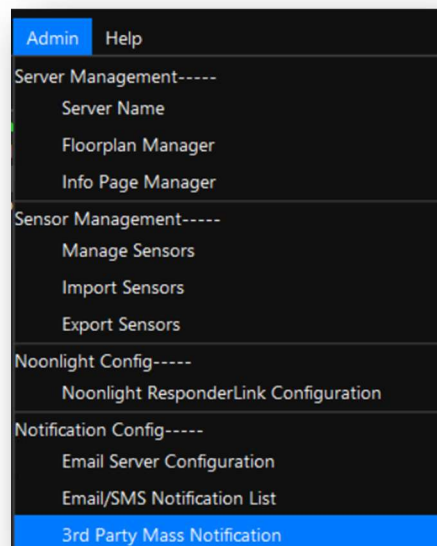 Admin Help
Server Management-----
Server Name
Floorplan Manager
Info Page Manager
Sensor Management-----
Manage Sensors
Import Sensors
Export Sensors
Noonlight Config-----
Noonlight ResponderLink Configuration
Notification Config-----
Email Server Configuration
Email/SMS Notification List
3rd Party Mass Notification